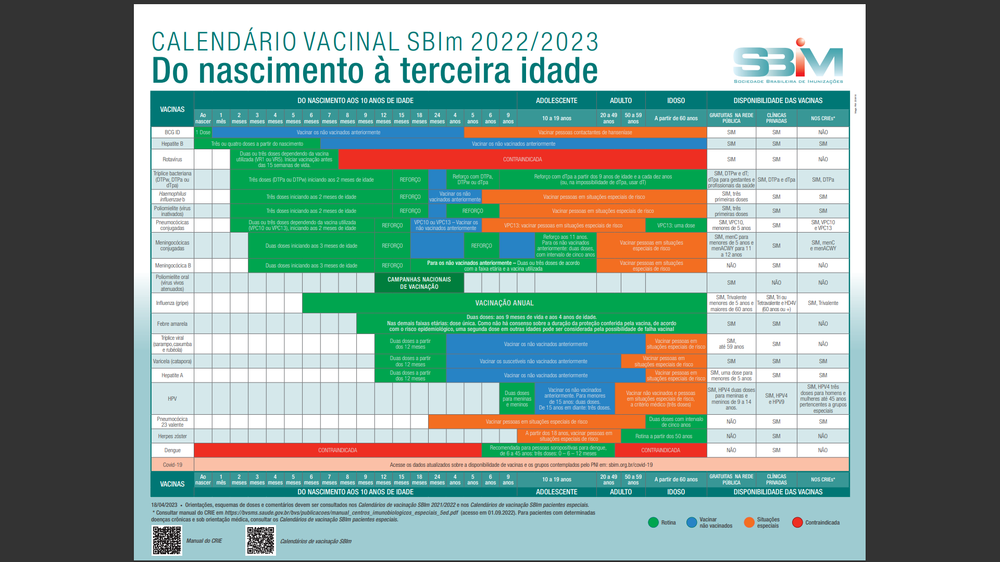 CALENDÁRIO VACINAL SBIm 2022/2023
Do nascimento à terceira idade
SBIM
SOCIEDADE BRASILEIRA DE IMUNIZAÇÕES
VACINAS
DO NASCIMENTO AOS 10 ANOS DE IDADE
ADOLESCENTE
ADULTO
IDOSO
DISPONIBILIDADE DAS VACINAS
Ao nascer
1 mês
2 meses
3 meses
4 meses
5 meses
6 meses
7 meses
8 meses
9 meses
12 meses
15 meses
18 meses
24 meses
4 anos
5 anos
6 anos
9 anos
10 a 19 anos
20 a 49 anos
50 a 59 anos
A partir de 60 anos
GRATUITAS NA REDE PÚBLICA
CLÍNICAS PRIVADAS
NOS CRIEs*
BCG ID
1 Dose
Vacinar os não vacinados anteriormente
Vacinar pessoas contactantes de hanseníase
SIM
SIM
NÃO
Hepatite B
Três ou quatro doses a partir do nascimento
Vacinar os não vacinados anteriormente
SIM
SIM
SIM
Rotavírus
Duas ou três doses dependendo da vacina
utilizada (VR1 ou VR5). Iniciar vacinação antes
das 15 semanas de vida.
CONTRAINDICADA
SIM
SIM
NÃO
Tríplice bacteriana
(DTPw, DTPa ou
dTpa)
Três doses (DTPa ou DTPw) iniciando aos 2 meses de idade
REFORÇO
Reforço com DTPa,
DTPw ou dTpa
Reforço com dTpa a partir dos 9 anos de idade e a cada dez anos
(ou, na impossibilidade de dTpa, usar dT)
SIM, DTPw e dT;
dTpa para gestantes e
profissionais da saúde
SIM, DTPa e dTpa
SIM, DTPa
Haemophilus
influenzae b
Três doses iniciando aos 2 meses de idade
REFORÇO
Vacinar os não
vacinados anteriormente
Vacinar pessoas em situações especiais de risco
SIM, três
primeiras doses
SIM
SIM
Poliomielite (vírus
inativados)
Três doses iniciando aos 2 meses de idade
REFORÇO
REFORÇO
Vacinar pessoas em situações especiais de risco
SIM, três
primeiras doses
SIM
SIM
Pneumocócicas
conjugadas
Duas ou três doses dependendo da vacina utilizada
(VPC10 ou VPC13), iniciando aos 2 meses de idade
REFORÇO
VPC10 ou VPC13 – Vacinar os
não vacinados anteriormente
VPC13: vacinar pessoas em situações especiais de risco
VPC13: uma dose
SIM, VPC10,
menores de 5 anos
SIM
SIM, VPC10
e VPC13
Meningocócicas
conjugadas
Duas doses iniciando aos 3 meses de idade
REFORÇO
REFORÇO
Reforço aos 11 anos.
Para os não vacinados
anteriormente: duas doses,
com intervalo de cinco anos
Vacinar pessoas em situações
especiais de risco
SIM, menC para
menores de 5 anos e
menACWY para 11
a 12 anos
SIM
SIM, menC
e menACWY
Meningocócica B
Duas doses iniciando aos 3 meses de idade
REFORÇO
Para os não vacinados anteriormente – Duas ou três doses de acordo
com a faixa etária e a vacina utilizada
Vacinar pessoas em situações
especiais de risco
NÃO
SIM
NÃO
Poliomielite oral
(vírus vivos
atenuados)
CAMPANHAS NACIONAIS
DE VACINAÇÃO
SIM
NÃO
NÃO
Influenza (gripe)
VACINAÇÃO ANUAL
SIM, Trivalente
menores de 5 anos e
maiores de 60 anos
SIM, Tri ou
Tetravalente e HD4V
(60 anos ou +)
SIM, Trivalente
Febre amarela
Duas doses: aos 9 meses de vida e aos 4 anos de idade.
Nas demais faixas etárias: dose única. Como não há consenso sobre a duração da proteção conferida pela vacina, de acordo
com o risco epidemiológico, uma segunda dose em outras idades pode ser considerada pela possibilidade de falha vacinal
SIM
SIM
NÃO
Tríplice viral
(sarampo, caxumba
e rubéola)
Duas doses a partir
dos 12 meses
Vacinar os não vacinados anteriormente
Vacinar pessoas em
situações especiais de risco
SIM,
até 59 anos
SIM
NÃO
Varicela (catapora)
Duas doses a partir
dos 12 meses
Vacinar os suscetíveis não vacinados anteriormente
Vacinar pessoas em
situações especiais de risco
SIM
SIM
SIM
Hepatite A
Duas doses a partir
dos 12 meses
Vacinar os não vacinados anteriormente
Vacinar pessoas em
situações especiais de risco
SIM, uma dose para
menores de 5 anos
SIM
SIM
HPV
Duas doses
para meninas
e meninos
Vacinar os não vacinados
anteriormente. Para menores
de 15 anos: duas doses.
De 15 anos em diante: três doses.
Vacinar não vacinados e pessoas
em situações especiais de risco,
a critério médico (três doses)
SIM, HPV4 duas doses
para meninas e
meninos de 9 a 14
anos.
SIM, HPV4
e HPV9
SIM, HPV4 três
doses para homens e
mulheres até 45 anos
pertencentes a grupos
especiais
Pneumocócica
23 valente
Vacinar pessoas em situações especiais de risco
Duas doses com intervalo
de cinco anos
NÃO
SIM
SIM
Herpes zóster
A partir dos 18 anos, vacinar pessoas em
situações especiais de risco
Rotina a partir dos 50 anos
NÃO
SIM
NÃO
Dengue
CONTRAINDICADA
Recomendada para pessoas soropositivas para dengue,
de 6 a 45 anos: três doses: 0 – 6 – 12 meses
CONTRAINDICADA
NÃO
SIM
NÃO
Covid-19
Acesse os dados atualizados sobre a disponibilidade de vacinas e os grupos contemplados pelo PNI em: sbim.org.br/covid-19
VACINAS
Ao nascer
1 mês
2 meses
3 meses
4 meses
5 meses
6 meses
7 meses
8 meses
9 meses
12 meses
15 meses
18 meses
24 meses
4 anos
5 anos
6 anos
9 anos
10 a 19 anos
20 a 49 anos
50 a 59 anos
A partir de 60 anos
GRATUITAS NA REDE PÚBLICA
CLÍNICAS PRIVADAS
NOS CRIEs*
DO NASCIMENTO AOS 10 ANOS DE IDADE
ADOLESCENTE
ADULTO
IDOSO
DISPONIBILIDADE DAS VACINAS
18/04/2023 • Orientações, esquemas de doses e comentários devem ser consultados nos Calendários de vacinação SBIm 2021/2022 e nos Calendários de vacinação SBIm pacientes especiais.
* Consultar manual do CRIE em https://bvsms.saude.gov.br/bvs/publicacoes/manual_centros_imunobiologicos_especiais_5ed.pdf (acesso em 01.09.2022). Para pacientes com determinadas
doenças crônicas e sob orientação médica, consultar os Calendários de vacinação SBIm pacientes especiais.
Manual do CRIE
Calendários de vacinação SBIm
Rotina
Vacinar
não vacinados
Situações
especiais
Contraindicada